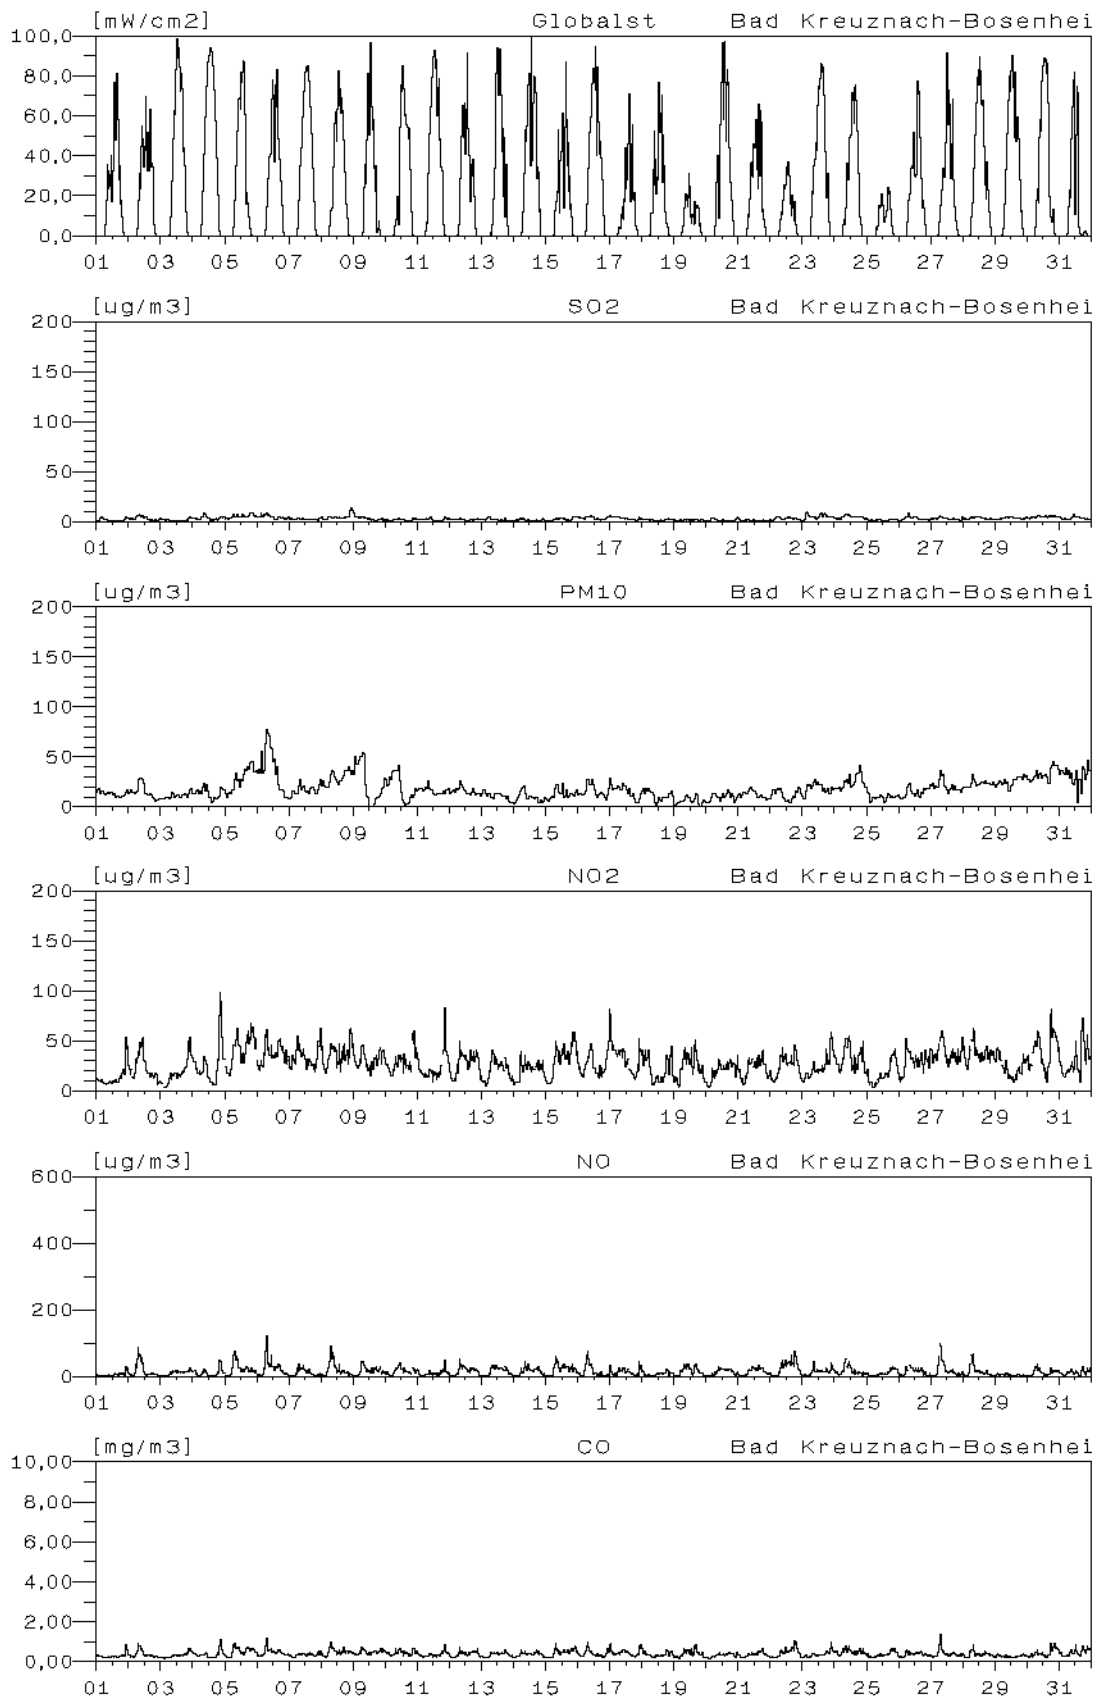 [mW/cm2] Globalst Bad Kreuznach-Bosenhei
100,0
80,0
60,0
40,0
20,0
0,0
01 03 05 07 09 11 13 15 17 19 21 23 25 27 29 31
[ug/m3] SO2 Bad Kreuznach-Bosenhei
200
150
100
50
0
01 03 05 07 09 11 13 15 17 19 21 23 25 27 29 31
[ug/m3] PM10 Bad Kreuznach-Bosenhei
200
150
100
50
0
01 03 05 07 09 11 13 15 17 19 21 23 25 27 29 31
[ug/m3] NO2 Bad Kreuznach-Bosenhei
200
150
100
50
0
01 03 05 07 09 11 13 15 17 19 21 23 25 27 29 31
[ug/m3] NO Bad Kreuznach-Bosenhei
600
400
200
0
01 03 05 07 09 11 13 15 17 19 21 23 25 27 29 31
[mg/m3] CO Bad Kreuznach-Bosenhei
10,00
8,00
6,00
4,00
2,00
0,00
01 03 05 07 09 11 13 15 17 19 21 23 25 27 29 31